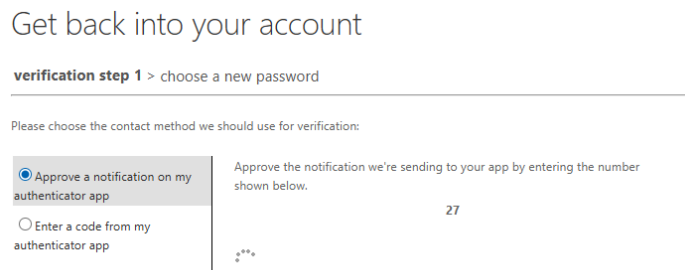 Get back into your account
verification step 1 > choose a new password
Please choose the contact method we should use for verification:
Approve a notification on my
authenticator app
Enter a code from my
authenticator app
Approve the notification we're sending to your app by entering the number
shown below.
27